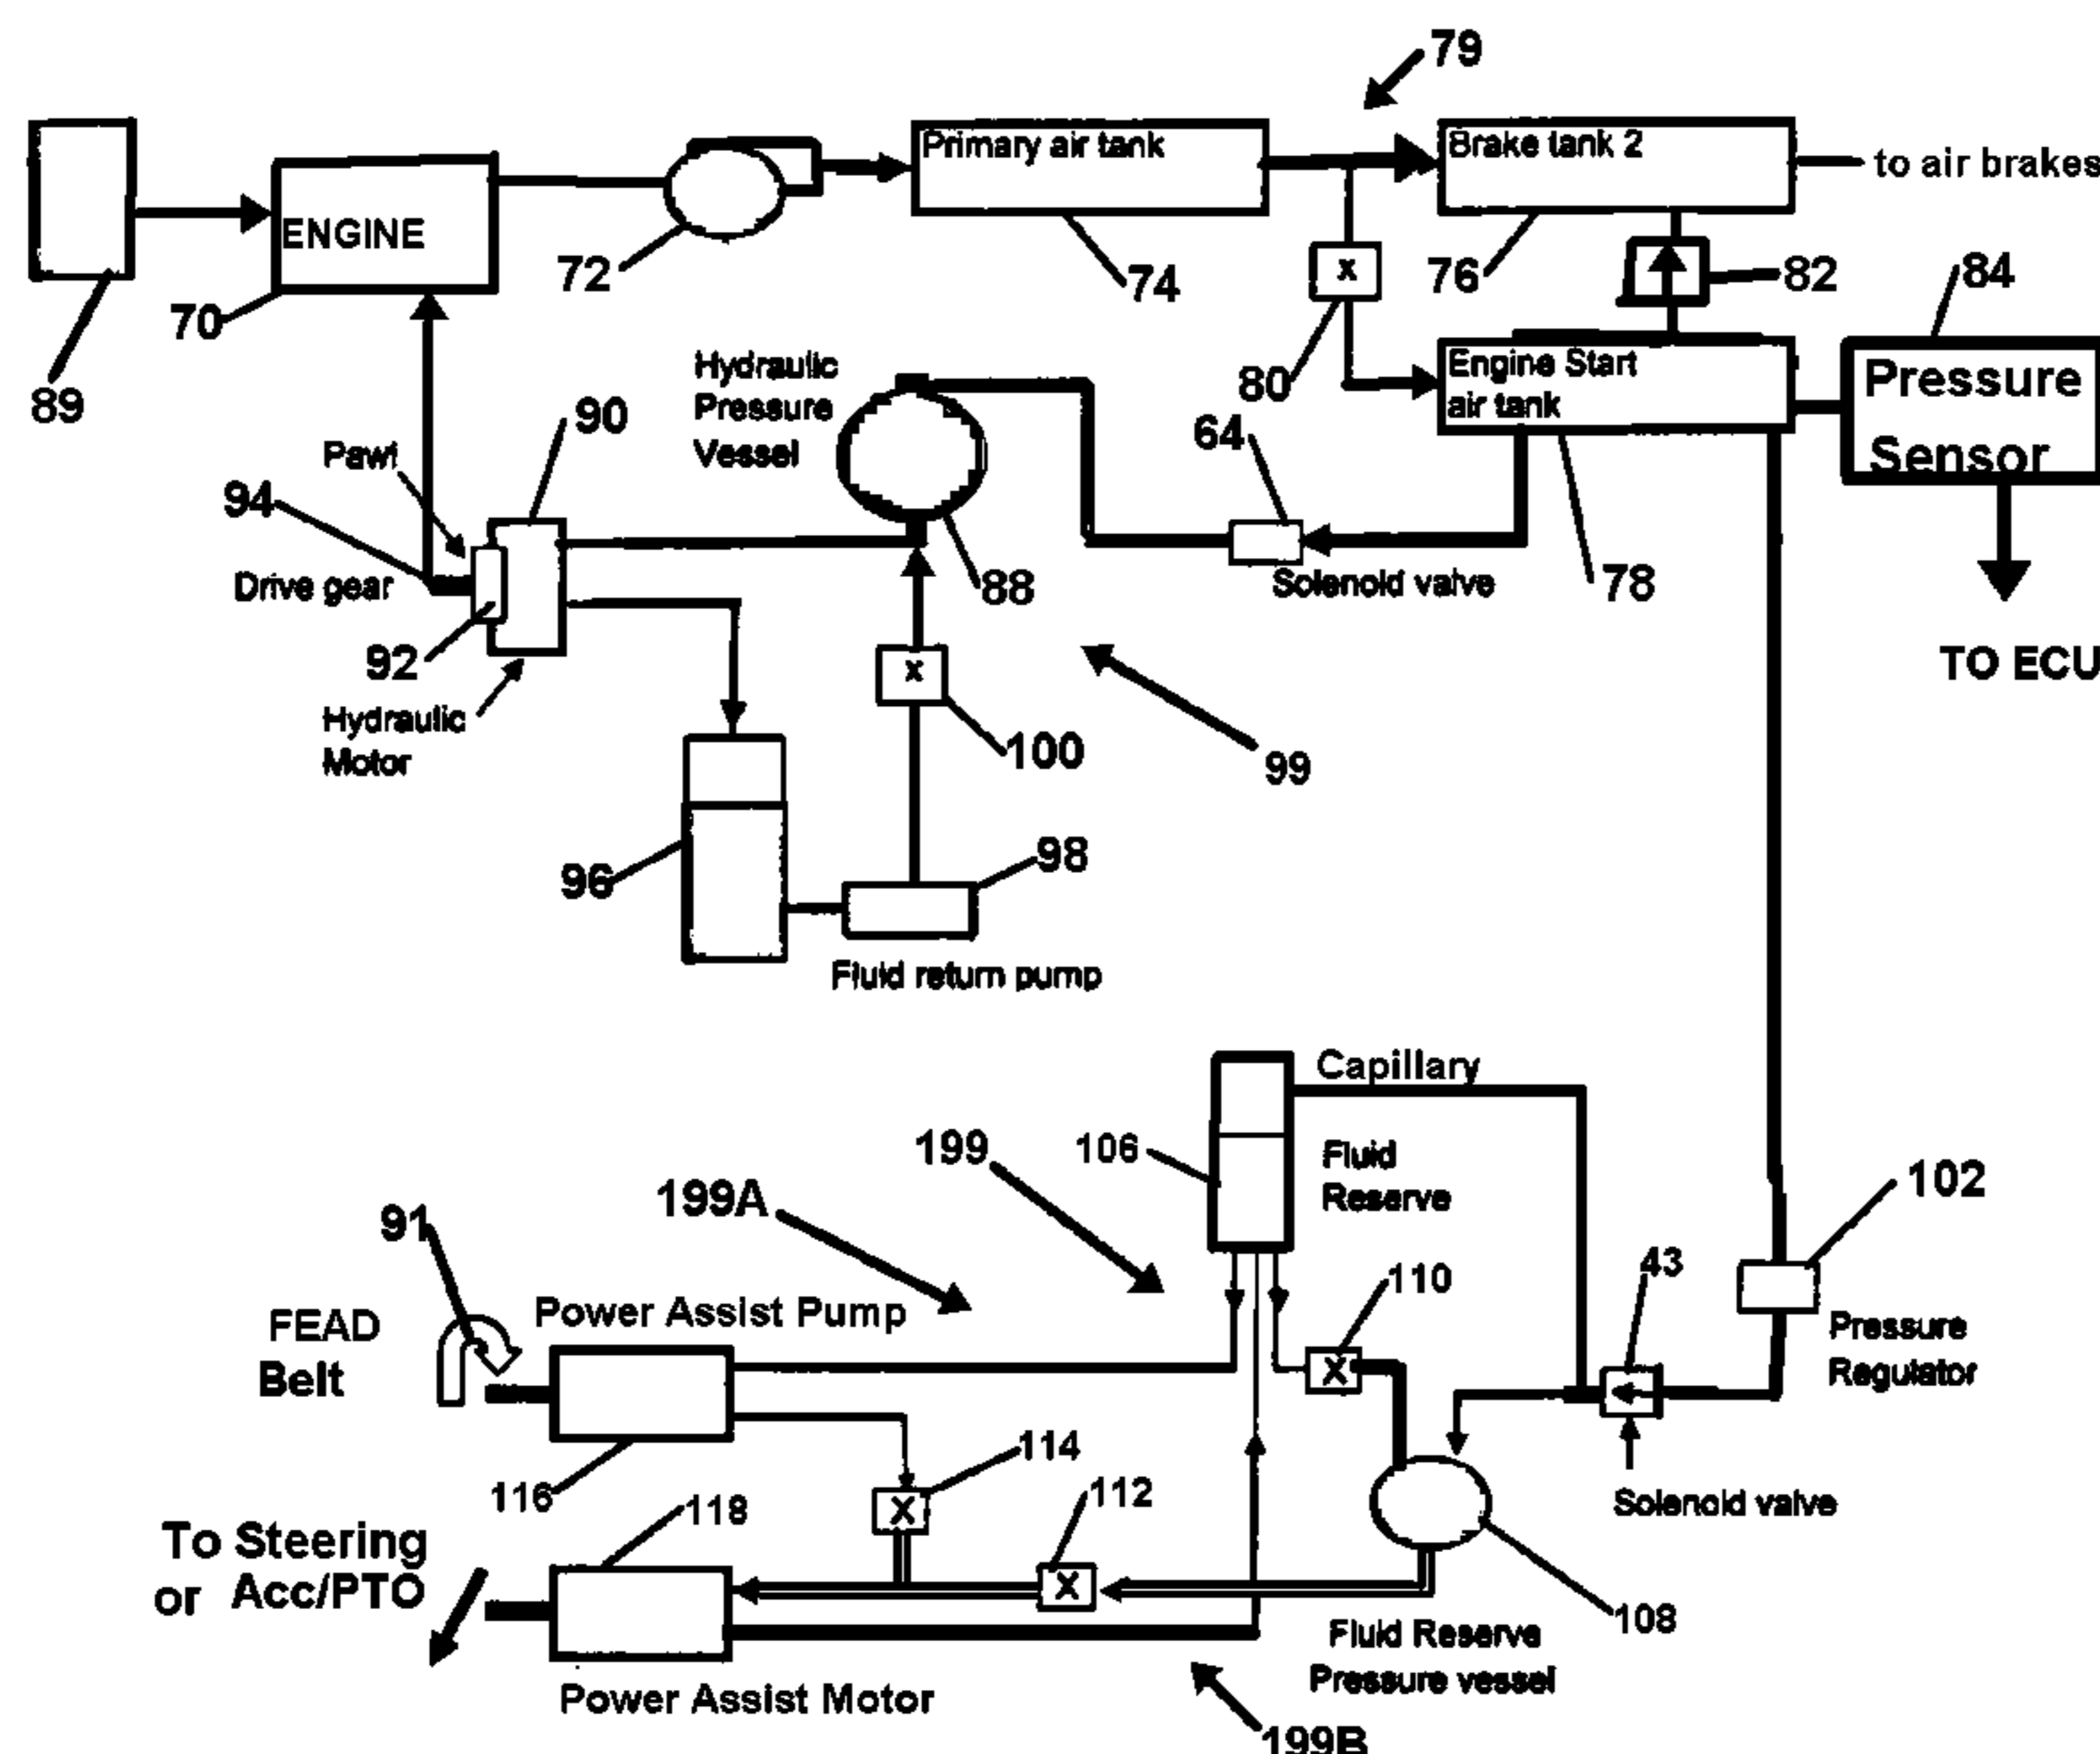 79
Primary air tank
Brake tank 2
to air brakes
ENGINE
72
74
x
76
82
84
70
89
Hydraulic
Pressure
Vessel
80
Engine Start
air tank
Pressure
Sensor
90
64
Pawl
94
Drive gear
88
Solenoid valve
78
92
x
TO ECU
Hydraulic
Motor
100
99
96
98
Fluid return pump
Capillary
199
106
Fluid
Reserve
102
199A
91
43
110
FEAD
Belt
Power Assist Pump
Pressure
Regulator
X
114
116
118
X
112
Solenoid valve
To Steering
or Acc/PTO
X
108
Fluid Reserve
Pressure vessel
Power Assist Motor
199B